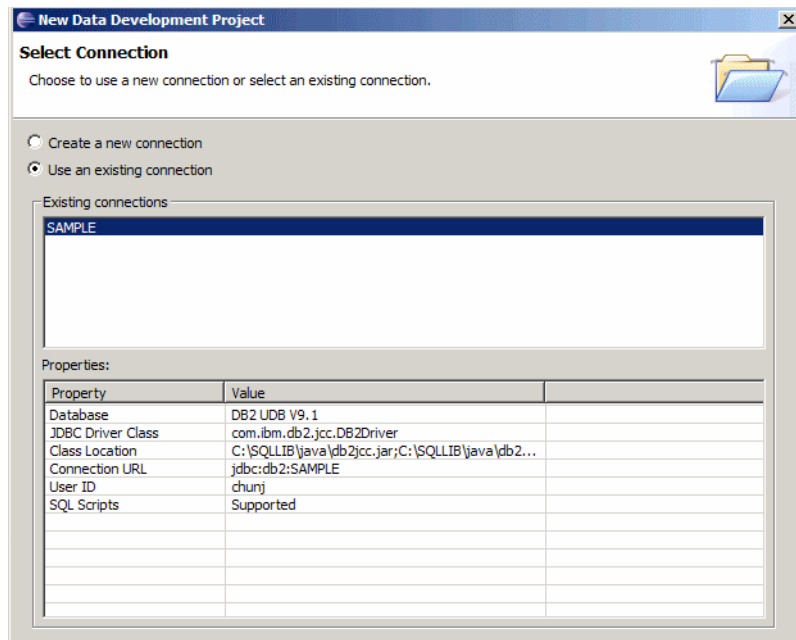 New Data Development Project
Select Connection
Choose to use a new connection or select an existing connection.
Create a new connection
Use an existing connection
Existing connections
SAMPLE
Properties:
Property Value
Database DB2 UDB V9.1
JDBC Driver Class com.ibm.db2.jcc.DB2Driver
Class Location C:\SQLLIB\java\db2jcc.jar;C:\SQLLIB\java\db2...
Connection URL jdbc:db2:SAMPLE
User ID chunj
SQL Scripts Supported